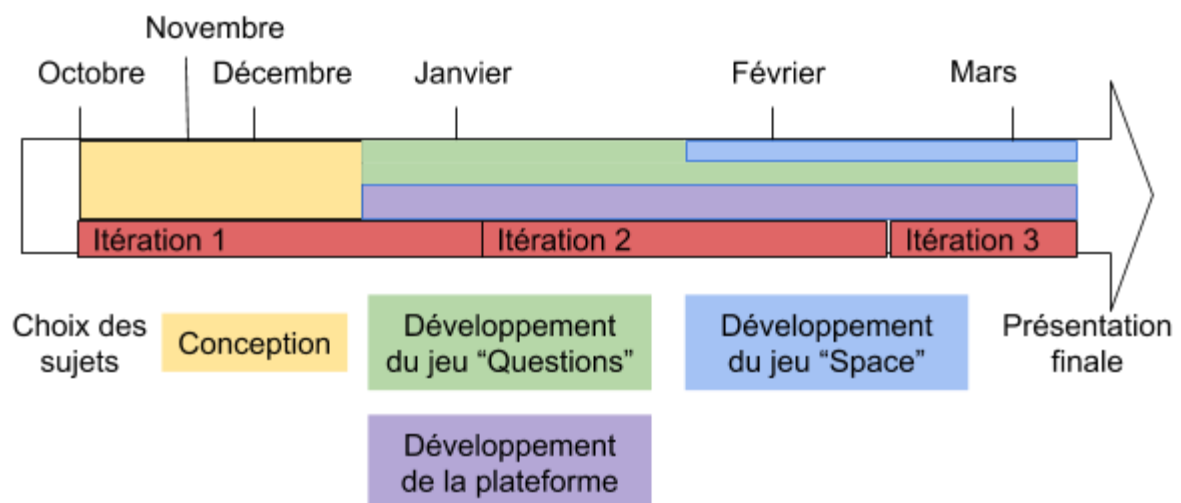 Novembre
Octobre
Décembre
Janvier
Février
Mars
Itération 1
Itération 2
Itération 3
Choix des
sujets
Conception
Développement
du jeu “Questions”
Développement
du jeu “Space”
Présentation
finale
Développement
de la plateforme